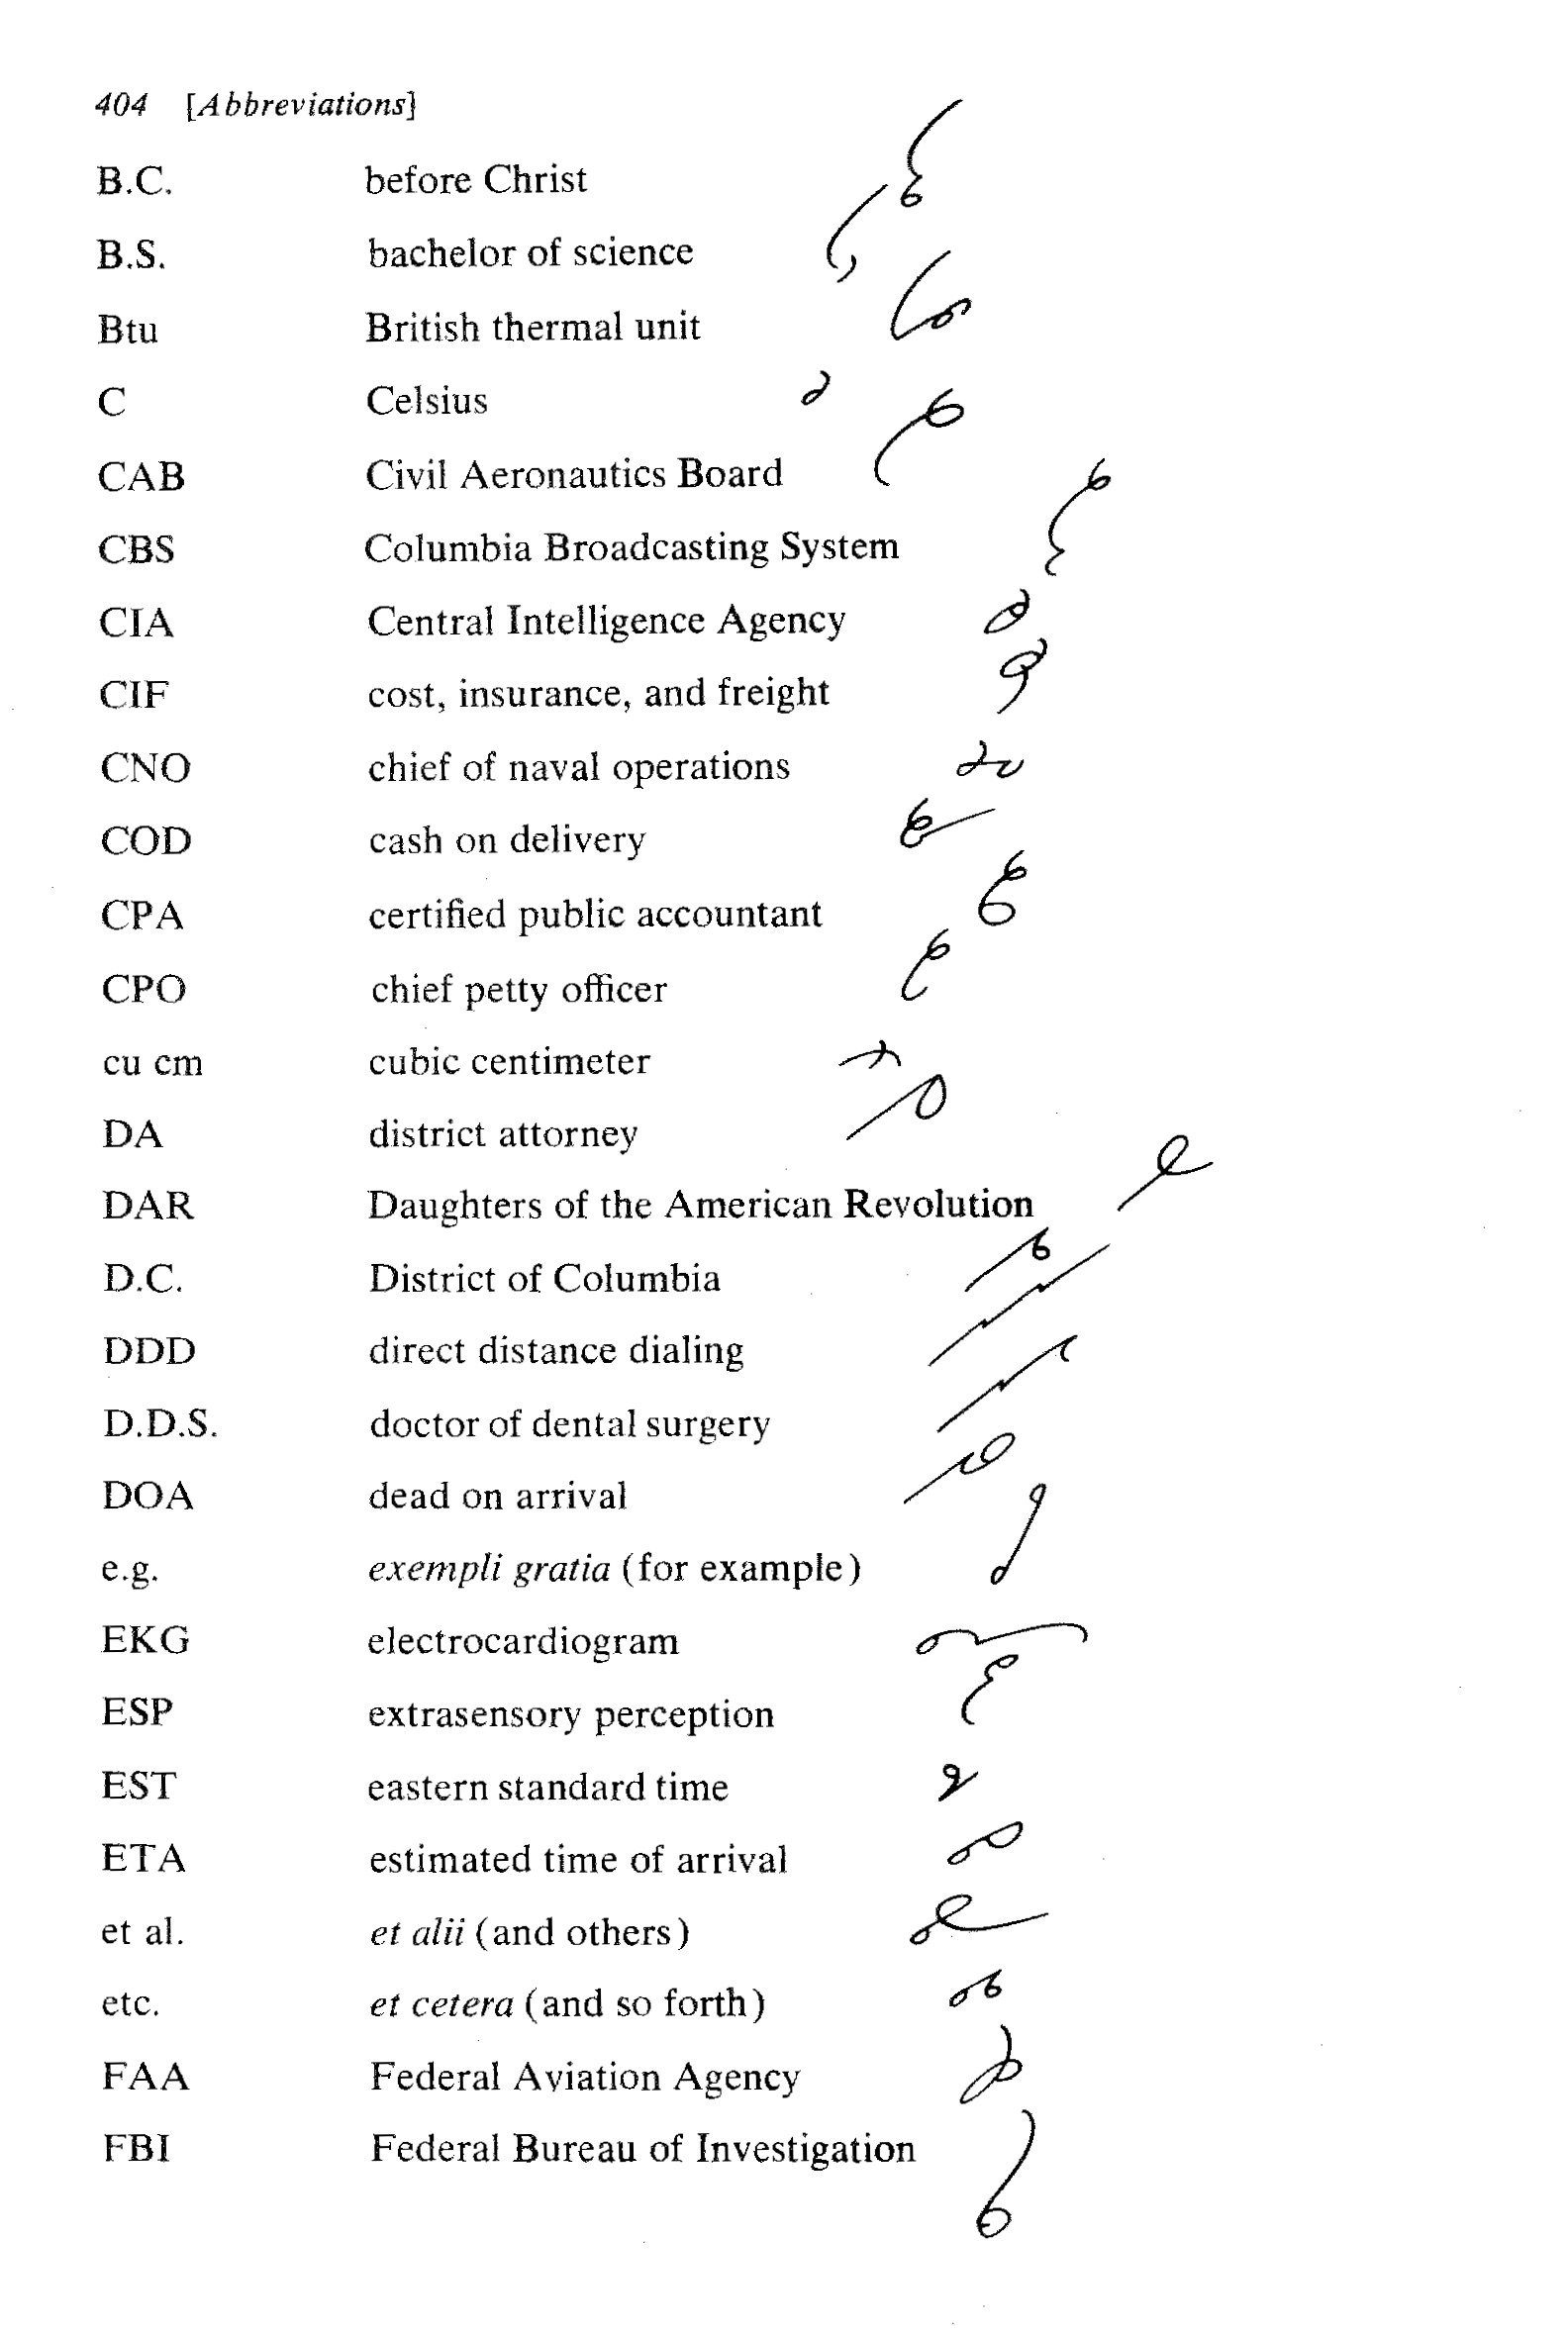 404 [Abbreviations]
B.C. before Christ
B.S. bachelor of science
Btu British thermal unit
C Celsius
CAB Civil Aeronautics Board
CBS Columbia Broadcasting System
CIA Central Intelligence Agency
CIF cost, insurance, and freight
CNO chief of naval operations
COD cash on delivery
CPA certified public accountant
CPO chief petty officer
cu cm cubic centimeter
DA district attorney
DAR Daughters of the American Revolution
D.C. District of Columbia
DDD direct distance dialing
D.D.S. doctor of dental surgery
DOA dead on arrival
e.g. exempli gratia (for example)
EKG electrocardiogram
ESP extrasensory perception
EST eastern standard time
ETA estimated time of arrival
et al. et alii (and others)
etc. et cetera (and so forth)
FAA Federal Aviation Agency
FBI Federal Bureau of Investigation